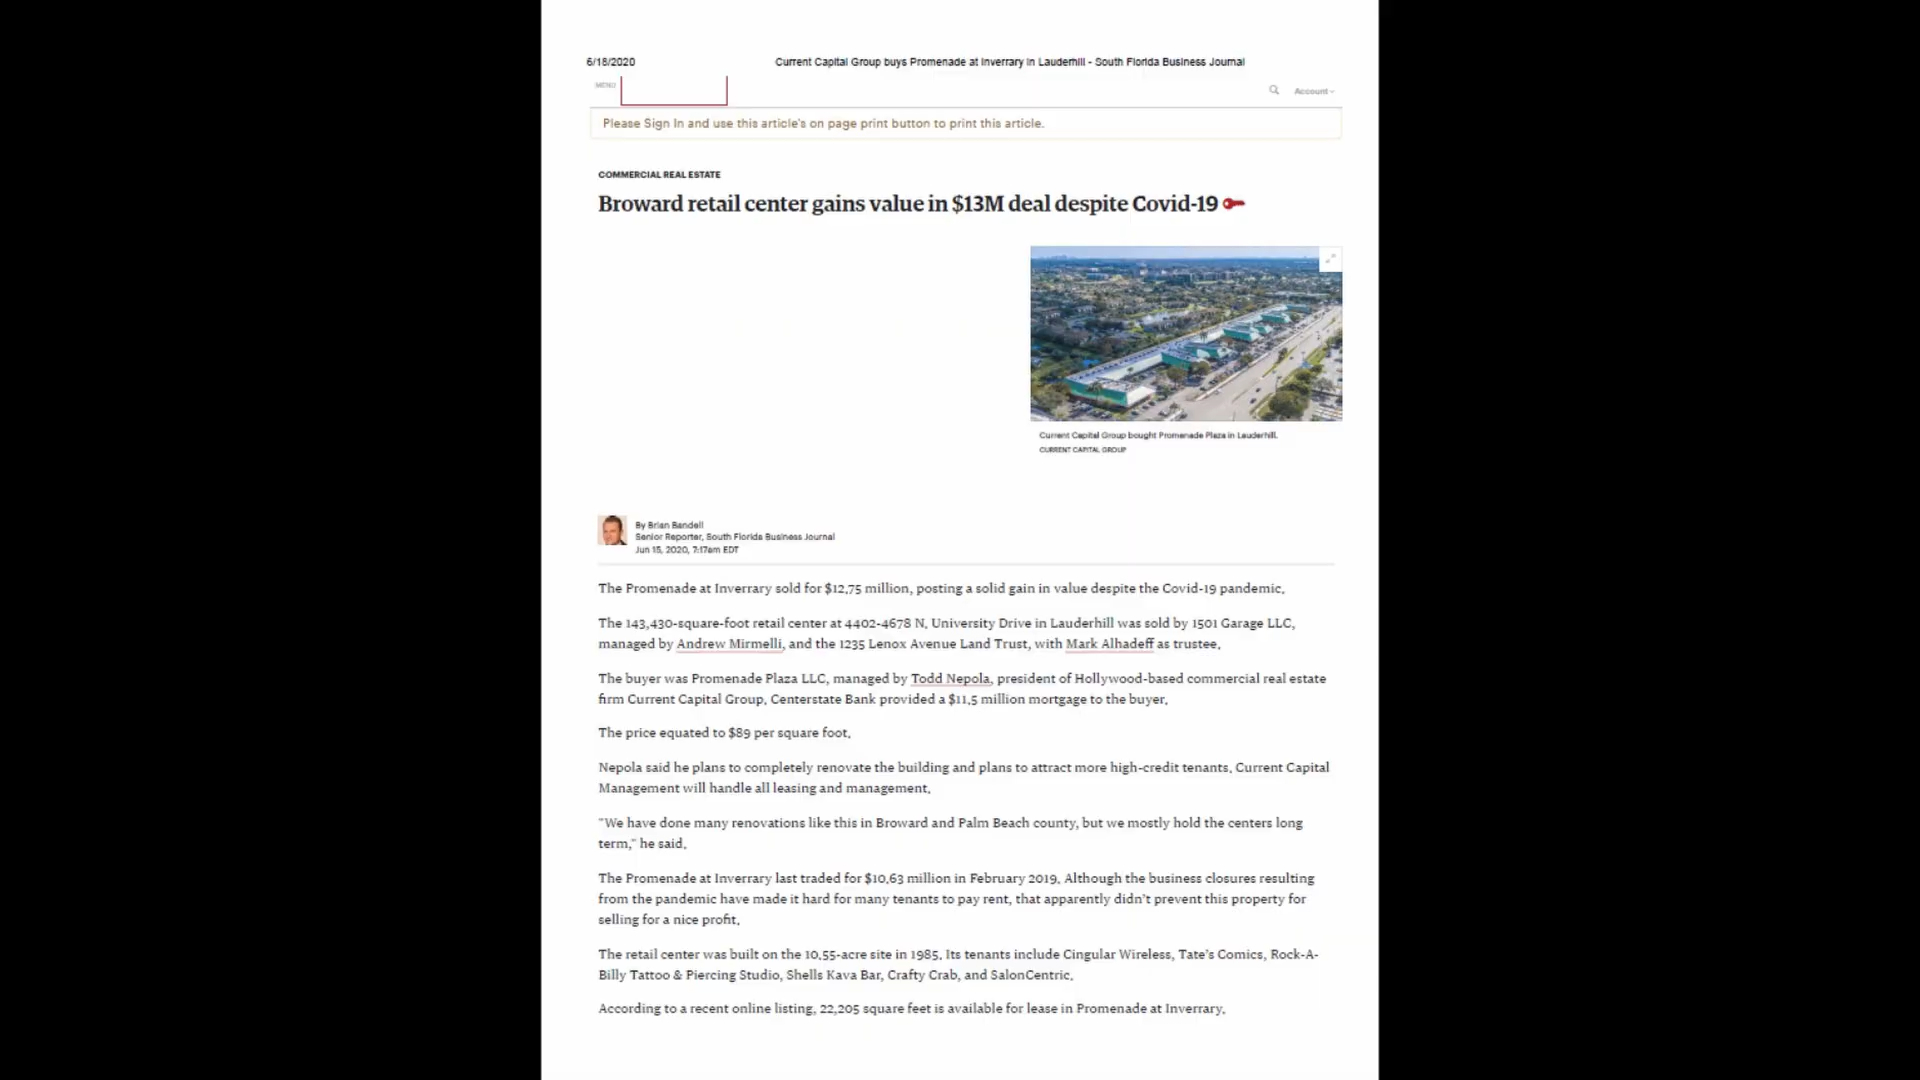 6/18/2020
Current Capital Group buys Promenade at Inverrary in Lauderhill - South Florida Business Journal
MENU
Account
Please Sign In and use this article's on page print button to print this article.
COMMERCIAL REAL ESTATE
Broward retail center gains value in $13M deal despite Covid-19
Current Capital Group bought Promenade Plaza in Lauderhill.
CURRENT CAPITAL GROUP
By Brian Bandell
Senior Reporter, South Florida Business Journal
Jun 15, 2020, 7:17am EDT
The Promenade at Inverrary sold for $12.75 million, posting a solid gain in value despite the Covid-19 pandemic.
The 143,430-square-foot retail center at 4402-4678 N. University Drive in Lauderhill was sold by 1501 Garage LLC,
managed by Andrew Mirmelli, and the 1235 Lenox Avenue Land Trust, with Mark Alhadeff as trustee.
The buyer was Promenade Plaza LLC, managed by Todd Nepola, president of Hollywood-based commercial real estate
firm Current Capital Group. Centerstate Bank provided a $11.5 million mortgage to the buyer.
The price equated to $89 per square foot.
Nepola said he plans to completely renovate the building and plans to attract more high-credit tenants. Current Capital
Management will handle all leasing and management.
"We have done many renovations like this in Broward and Palm Beach county, but we mostly hold the centers long
term," he said.
The Promenade at Inverrary last traded for $10.63 million in February 2019. Although the business closures resulting
from the pandemic have made it hard for many tenants to pay rent, that apparently didn't prevent this property for
selling for a nice profit.
The retail center was built on the 10.55-acre site in 1985. Its tenants include Cingular Wireless, Tate's Comics, Rock-A-
Billy Tattoo & Piercing Studio, Shells Kava Bar, Crafty Crab, and SalonCentric.
According to a recent online listing, 22,205 square feet is available for lease in Promenade at Inverrary.